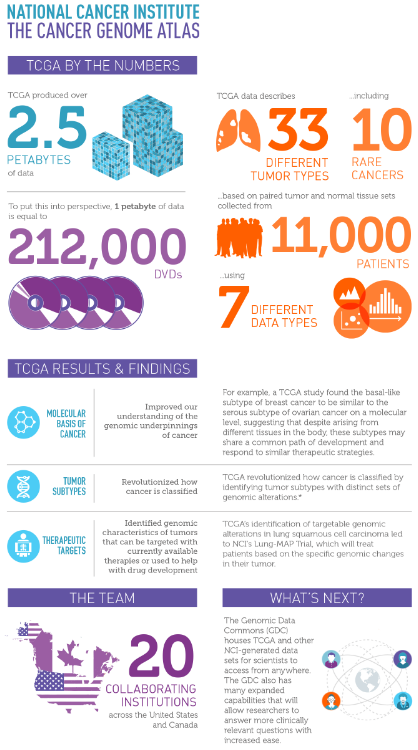 NATIONAL CANCER INSTITUTE
THE CANCER GENOME ATLAS
TCGA BY THE NUMBERS
TCGA produced over
2.5
PETABYTES
of data
To put this into perspective, 1 petabyte of data
is equal to
212,000
DVDs
TCGA data describes
33
DIFFERENT
TUMOR TYPES
...including
10
RARE
CANCERS
...based on paired tumor and normal tissue sets
collected from
11,000
PATIENTS
...using
7 DIFFERENT
DATA TYPES
TCGA RESULTS & FINDINGS
MOLECULAR
BASIS OF
CANCER
Improved our
understanding of the
genomic underpinnings
of cancer
For example, a TCGA study found the basal-like
subtype of breast cancer to be similar to the
serous subtype of ovarian cancer on a molecular
level, suggesting that despite arising from
different tissues in the body, these subtypes may
share a common path of development and
respond to similar therapeutic strategies.
TUMOR
SUBTYPES
Revolutionized how
cancer is classified
TCGA revolutionized how cancer is classified by
identifying tumor subtypes with distinct sets of
genomic alterations.*
THERAPEUTIC
TARGETS
Identified genomic
characteristics of tumors
that can be targeted with
currently available
therapies or used to help
with drug development
TCGA's identification of targetable genomic
alterations in lung squamous cell carcinoma led
to NCI's Lung-MAP Trial, which will treat
patients based on the specific genomic changes
in their tumor.
THE TEAM
20
COLLABORATING
INSTITUTIONS
across the United States
and Canada
WHAT'S NEXT?
The Genomic Data
Commons (GDC)
houses TCGA and other
NCI-generated data
sets for scientists to
access from anywhere.
The GDC also has
many expanded
capabilities that will
allow researchers to
answer more clinically
relevant questions with
increased ease.